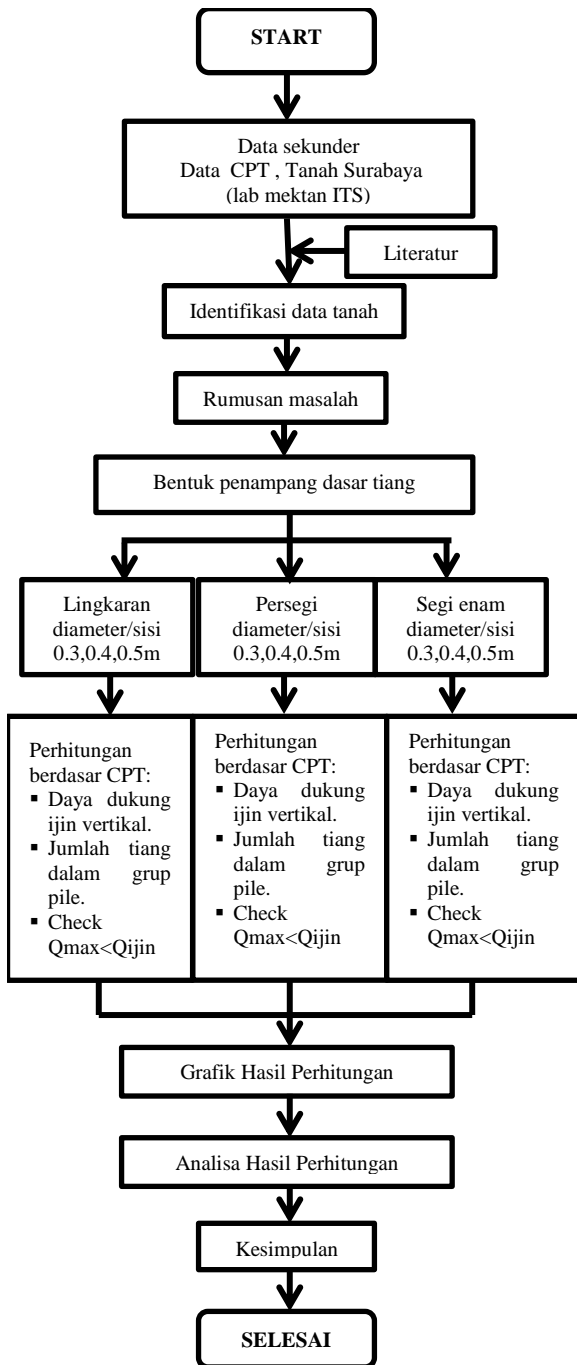 START
Data sekunder
Data CPT , Tanah Surabaya
(lab mektan ITS)
Literatur
Identifikasi data tanah
Rumusan masalah
Bentuk penampang dasar tiang
Lingkaran
diameter/sisi
0.3,0.4,0.5m
Persegi
diameter/sisi
0.3,0.4,0.5m
Segi enam
diameter/sisi
0.3,0.4,0.5m
Perhitungan
berdasar CPT:
▪ Daya dukung
ijin vertikal.
▪ Jumlah tiang
dalam grup
pile.
▪ Check
Qmax<Qijin
Perhitungan
berdasar CPT:
▪ Daya dukung
ijin vertikal.
▪ Jumlah tiang
dalam grup
pile.
▪ Check
Qmax<Qijin
Perhitungan
berdasar CPT:
▪ Daya dukung
ijin vertikal.
▪ Jumlah tiang
dalam grup
pile.
▪ Check
Qmax<Qijin
Grafik Hasil Perhitungan
Analisa Hasil Perhitungan
Kesimpulan
SELESAI